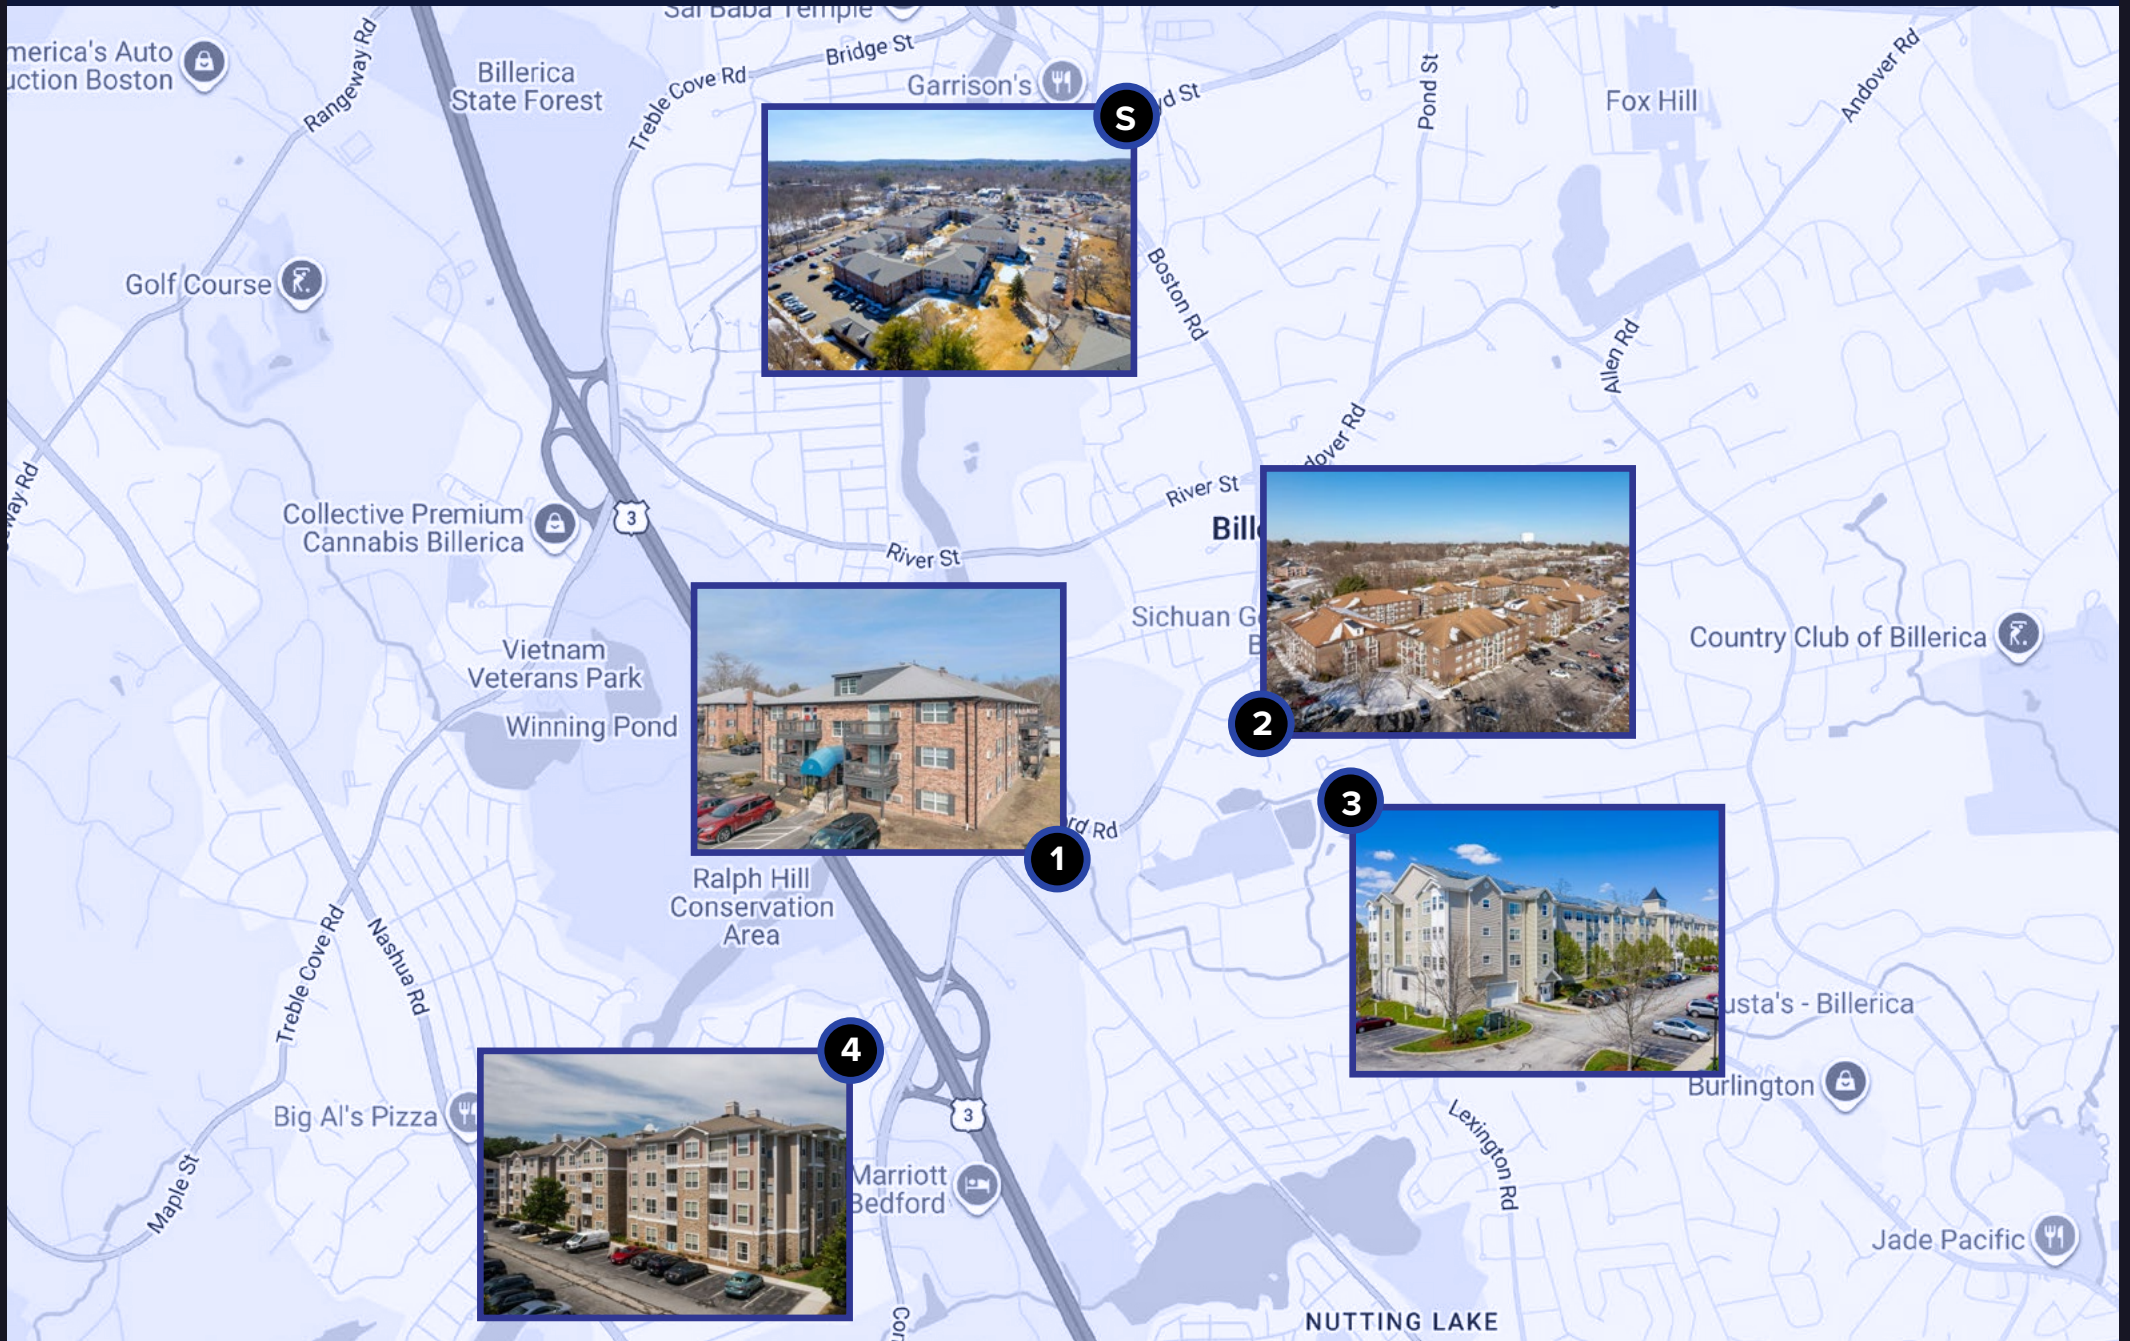 Sai Baba Temple
merica's Auto
uction Boston
Rangeway Rd
Billerica
State Forest
Treble Cove Rd
Bridge St
Garrison's
S
yd St
Pond St
Fox Hill
Andover Rd
Golf Course
Boston Rd
Allen Rd
dover Rd
way Rd
Collective Premium
Cannabis Billerica
3
River St
River St
Bille
Sichuan G
B
Vietnam
Veterans Park
Winning Pond
Country Club of Billerica
2
3
rd Rd
1
Ralph Hill
Conservation
Area
Treble Cove Rd
Nashua Rd
usta's - Billerica
4
Burlington
Big Al's Pizza
3
Lexington Rd
Maple St
Marriott
Bedford
Jade Pacific
Cor
NUTTING LAKE